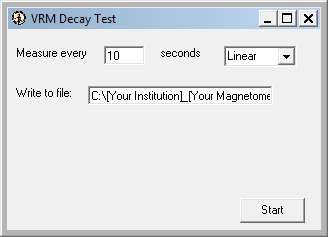 VRM Decay Test
Measure every 10 seconds Linear
Write to file: C:\[Your Institution]_[Your Magnetome
Start